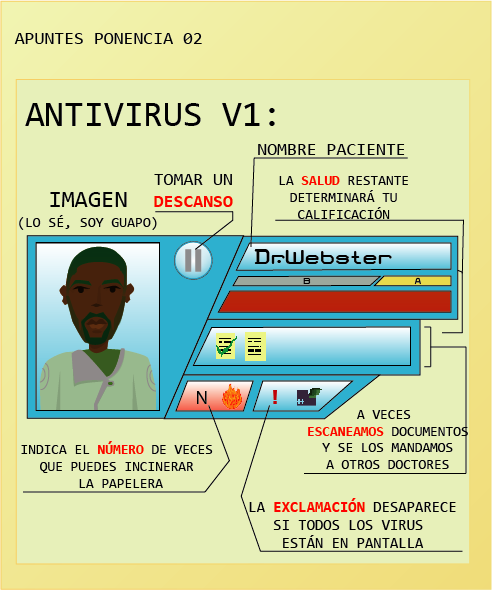 APUNTES PONENCIA 02
ANTIVIRUS V1:
NOMBRE PACIENTE
TOMAR UN
DESCANSO
IMAGEN
(LO SÉ, SOY GUAPO)
LA SALUD RESTANTE
DETERMINARÁ TU
CALIFICACIÓN
Dr.Webster
B
A
N
!
INDICA EL NÚMERO DE VECES
QUE PUEDES INCINERAR
LA PAPELERA
A VECES
ESCANEAMOS DOCUMENTOS
Y SE LOS MANDAMOS
A OTROS DOCTORES
LA EXCLAMACIÓN DESAPARECE
SI TODOS LOS VIRUS
ESTÁN EN PANTALLA